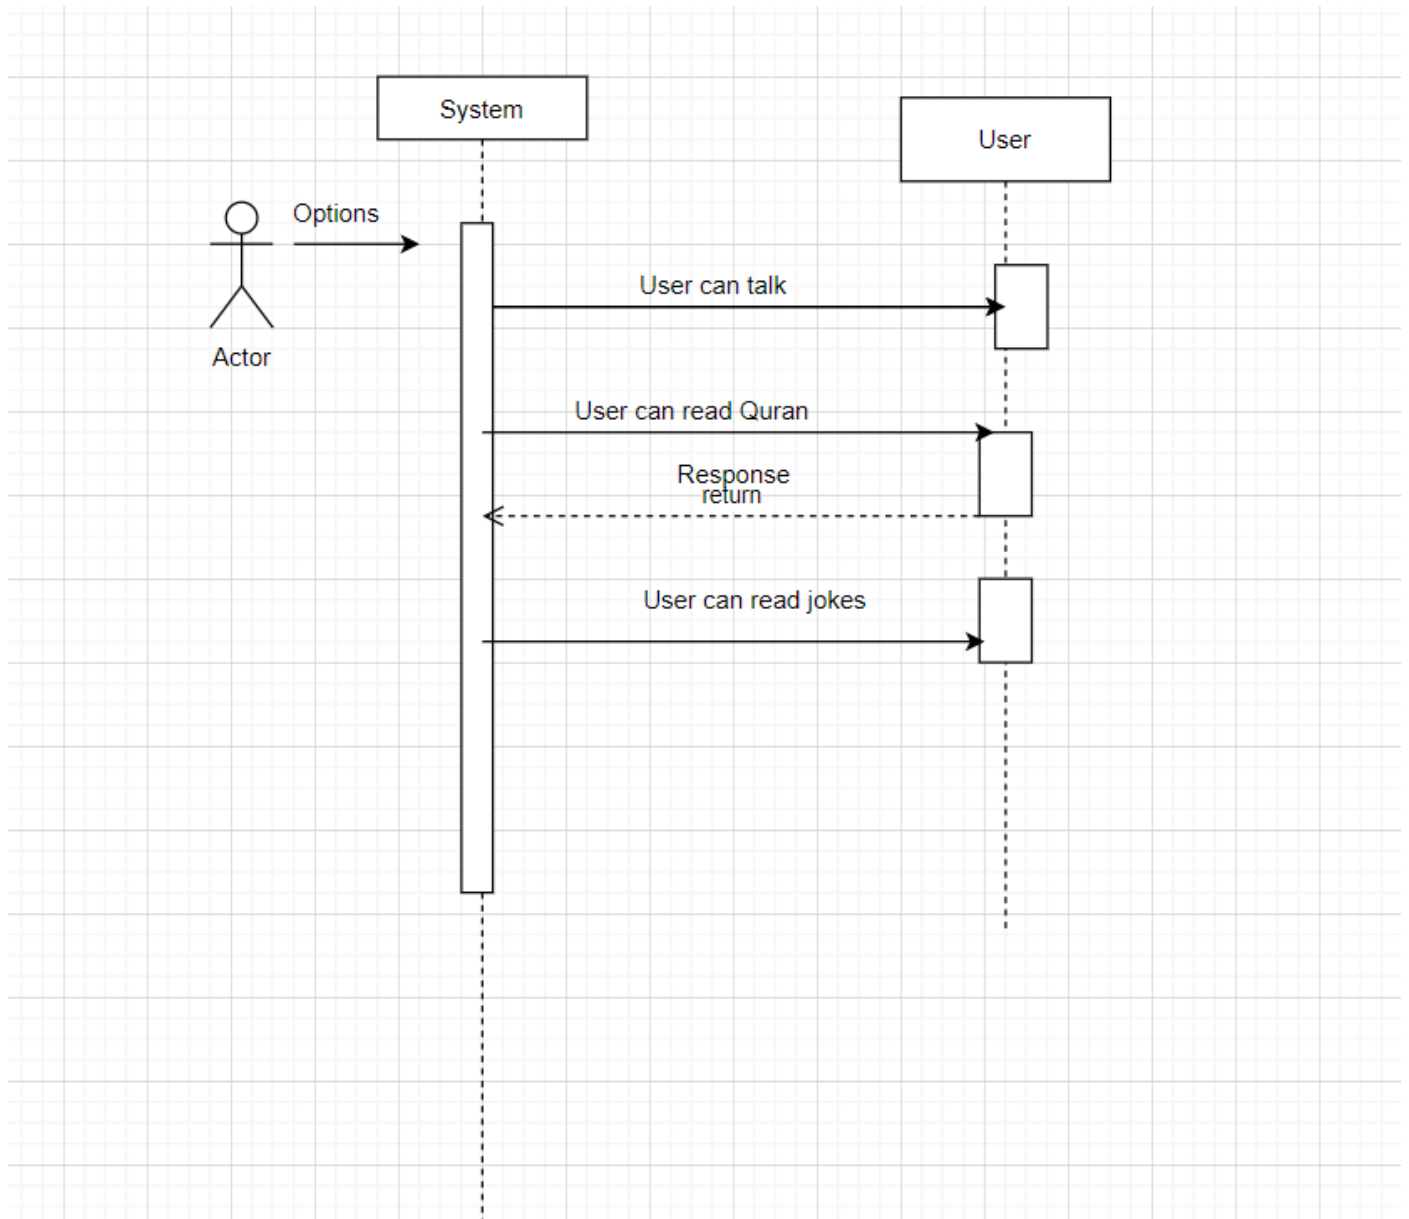 System
User
Options
Actor
User can talk
User can read Quran
Response
return
User can read jokes